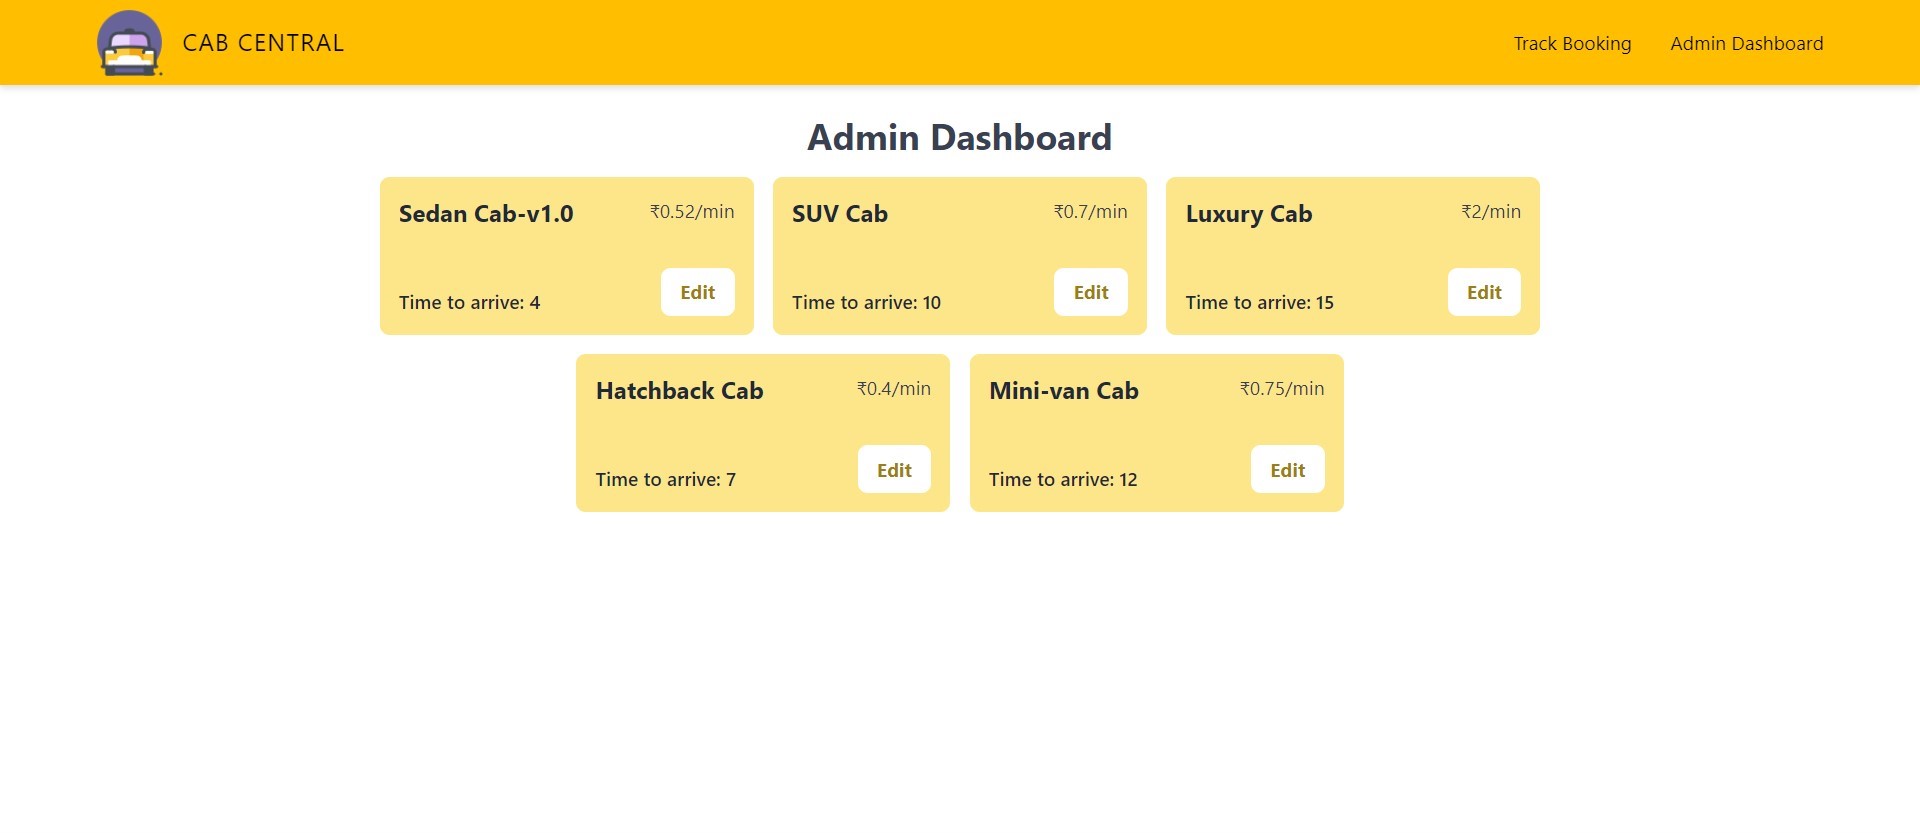 CAB CENTRAL
Track Booking
Admin Dashboard
Admin Dashboard
Sedan Cab-v1.0
₹0.52/min
Time to arrive: 4
Edit
SUV Cab
₹0.7/min
Time to arrive: 10
Edit
Luxury Cab
₹2/min
Time to arrive: 15
Edit
Hatchback Cab
₹0.4/min
Time to arrive: 7
Edit
Mini-van Cab
₹0.75/min
Time to arrive: 12
Edit